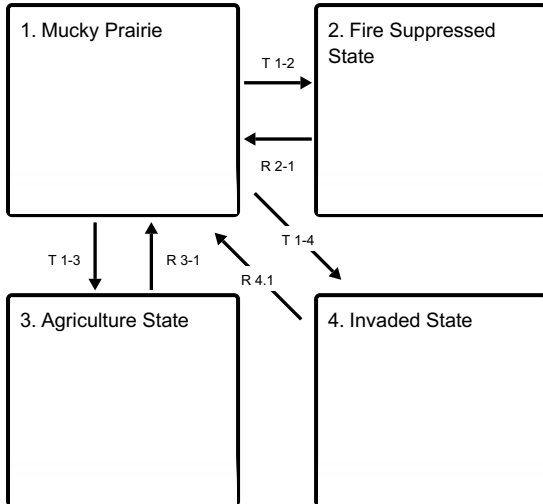 1. Mucky Prairie
2. Fire Suppressed
State
T 1-2
R 2-1
T 1-3
R 3-1
T 1-4
R 4.1
3. Agriculture State
4. Invaded State